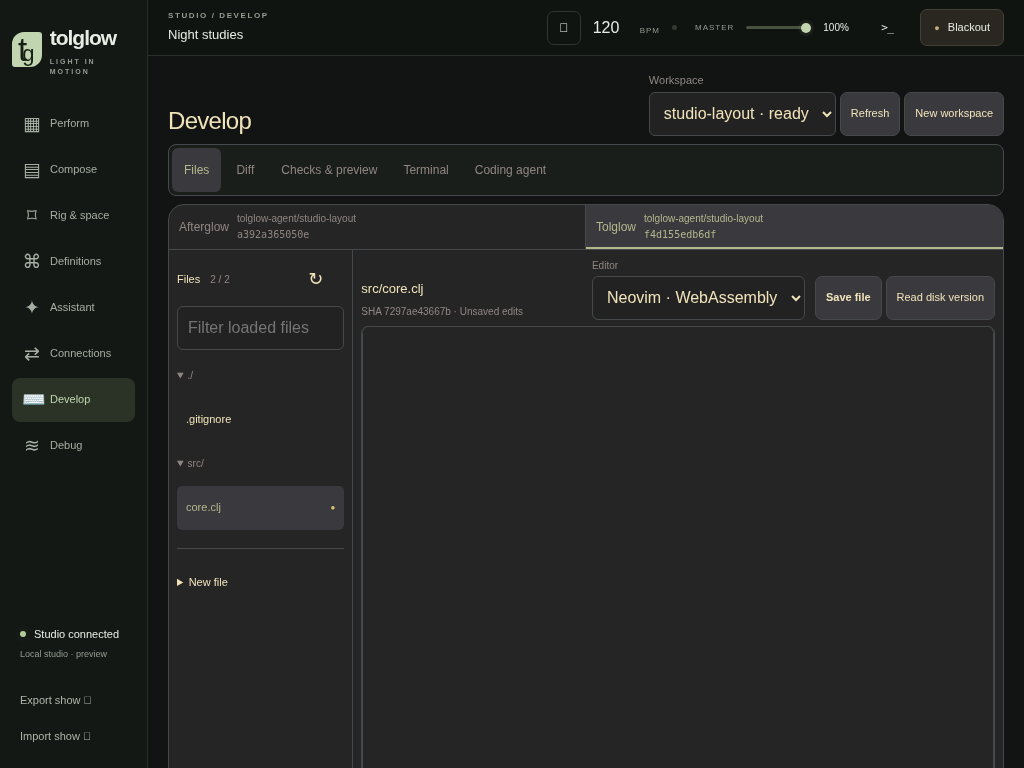 tg tolglow
LIGHT IN
MOTION
Perform
Compose
Rig & space
Definitions
Assistant
Connections
Develop
Debug
Studio connected
Local studio · preview
Export show
Import show
STUDIO / DEVELOP
Night studies
120 BPM
MASTER 100%
>_
Blackout
Develop
Workspace
studio-layout · ready
Refresh
New workspace
Files
Diff
Checks & preview
Terminal
Coding agent
Afterglow
tolglow-agent/studio-layout
a392a365050e
Tolglow
tolglow-agent/studio-layout
f4d155edb6df
Files 2 / 2
Filter loaded files
./
.gitignore
src/
core.clj
New file
src/core.clj
SHA 7297ae43667b · Unsaved edits
Editor
Neovim · WebAssembly
Save file
Read disk version